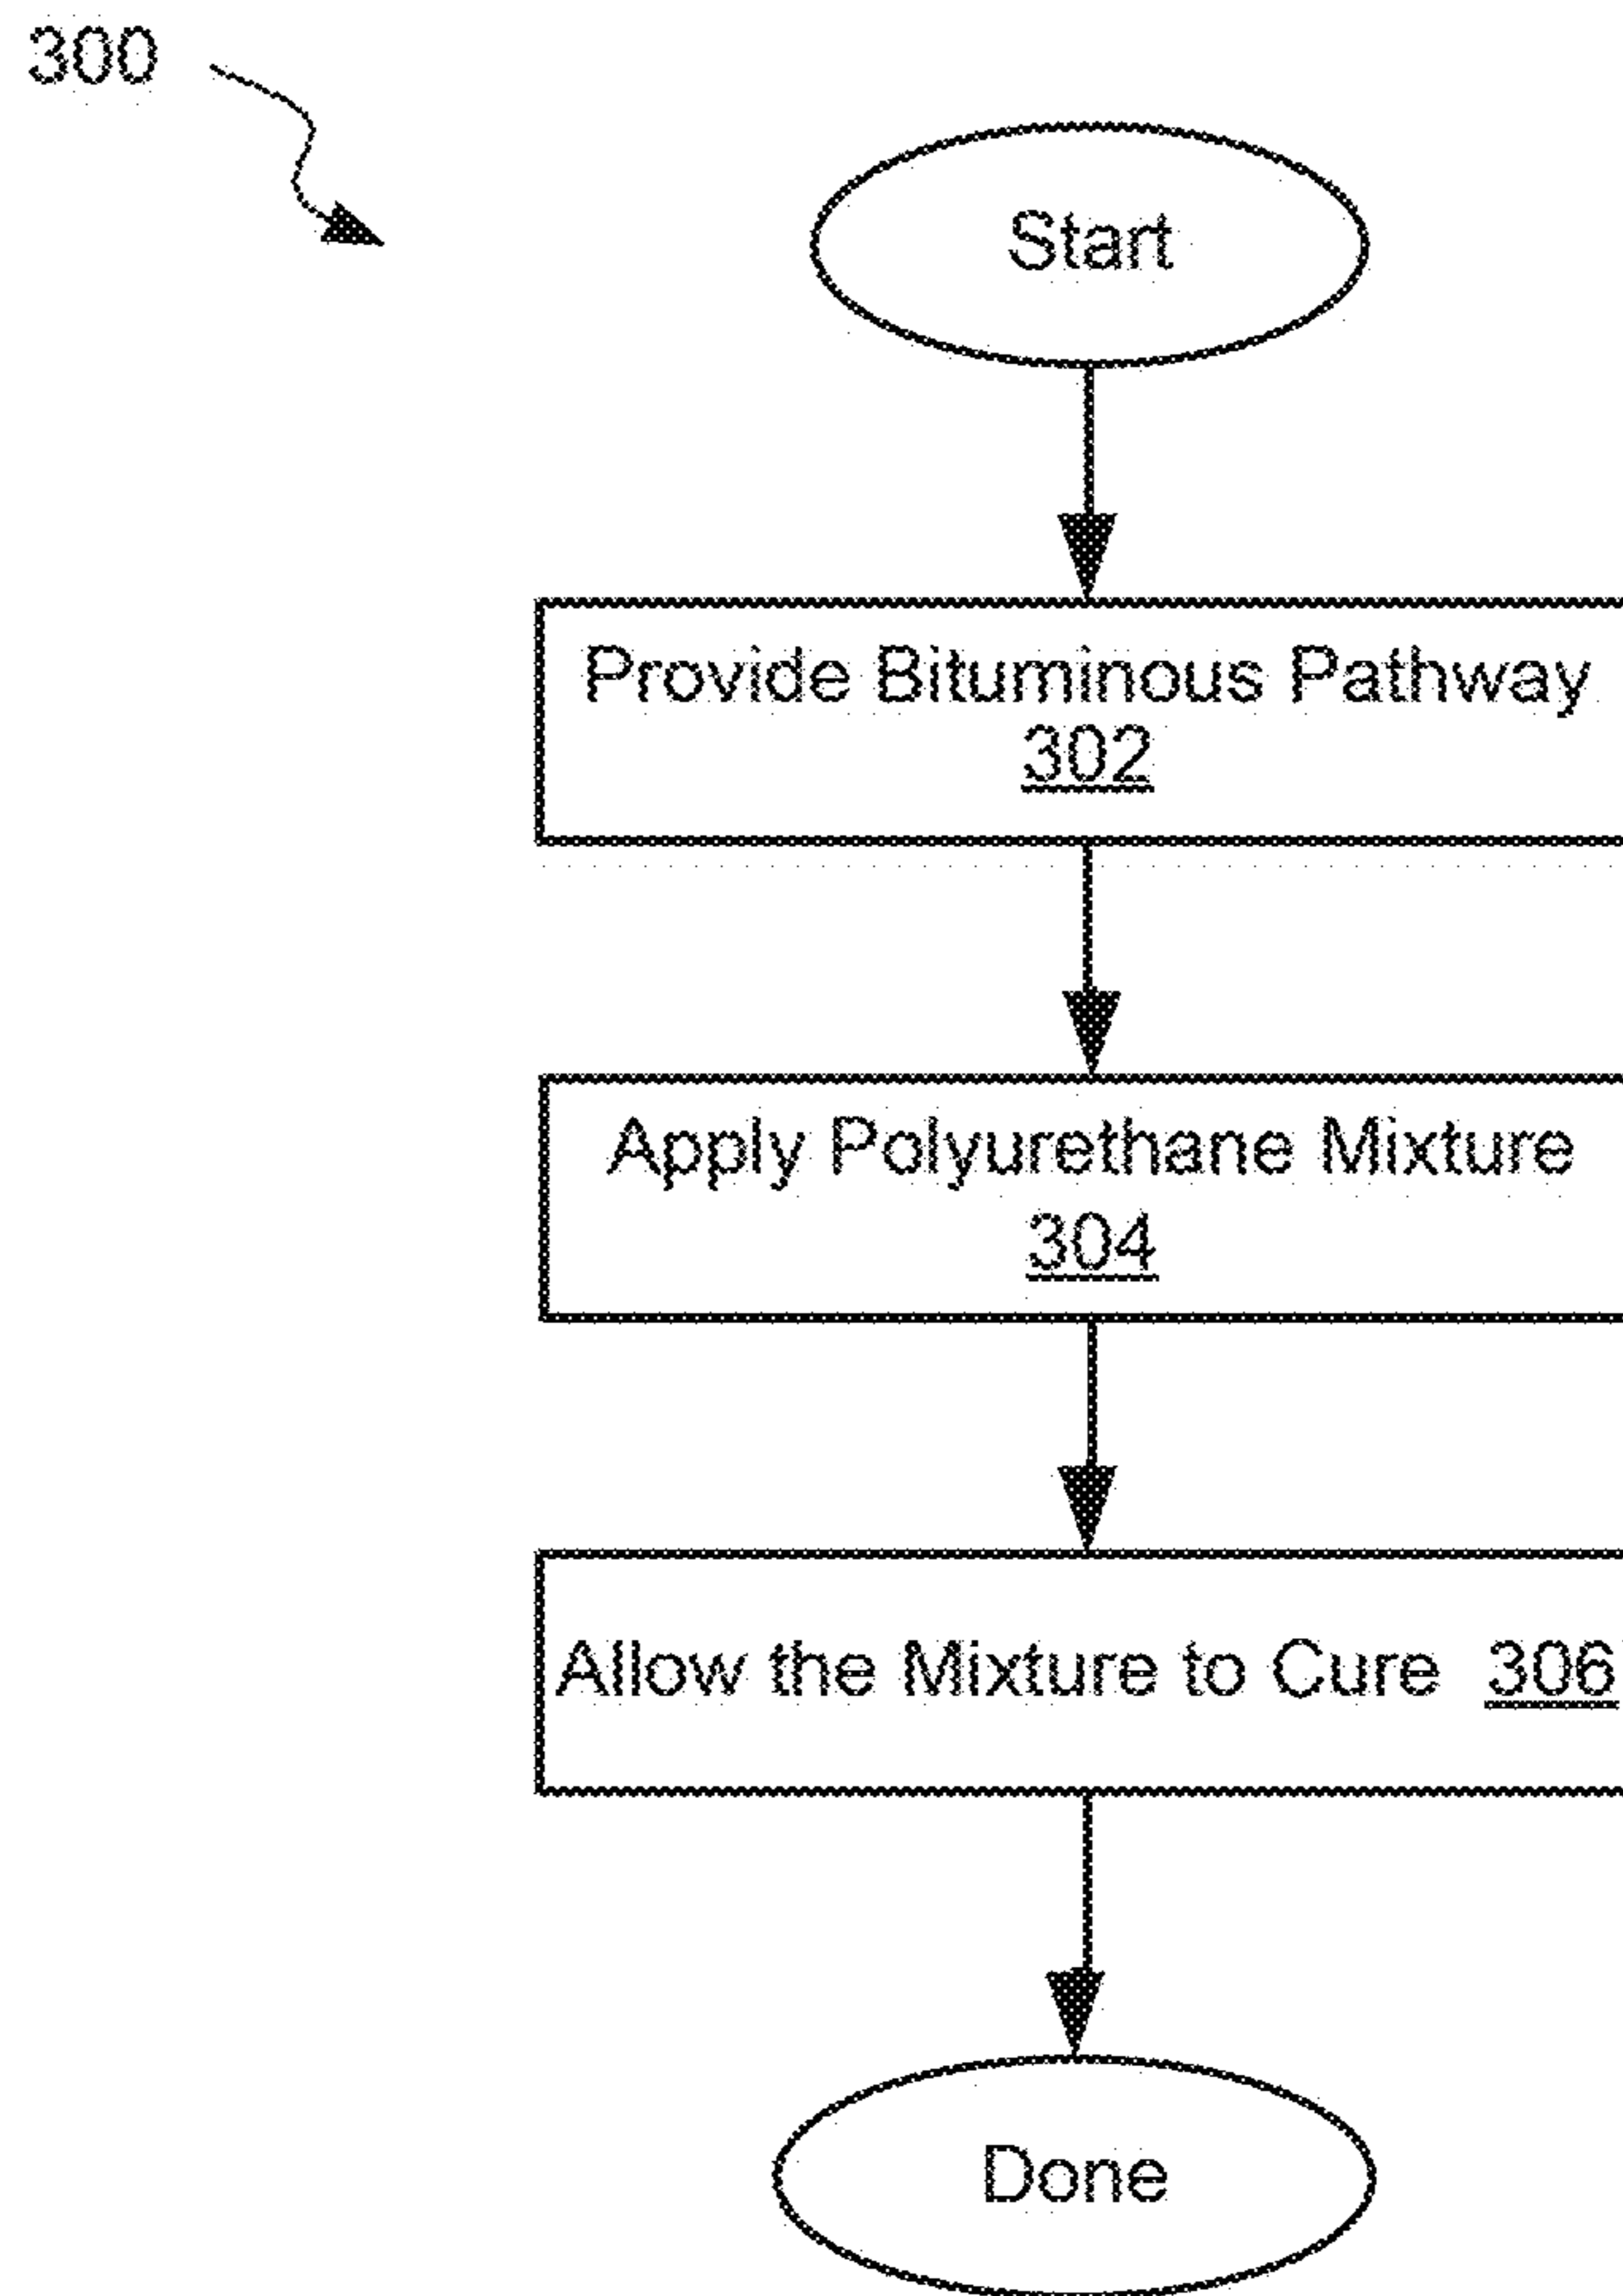 300
Start
Provide Bituminous Pathway
302
Apply Polyurethane Mixture
304
Allow the Mixture to Cure 306
Done